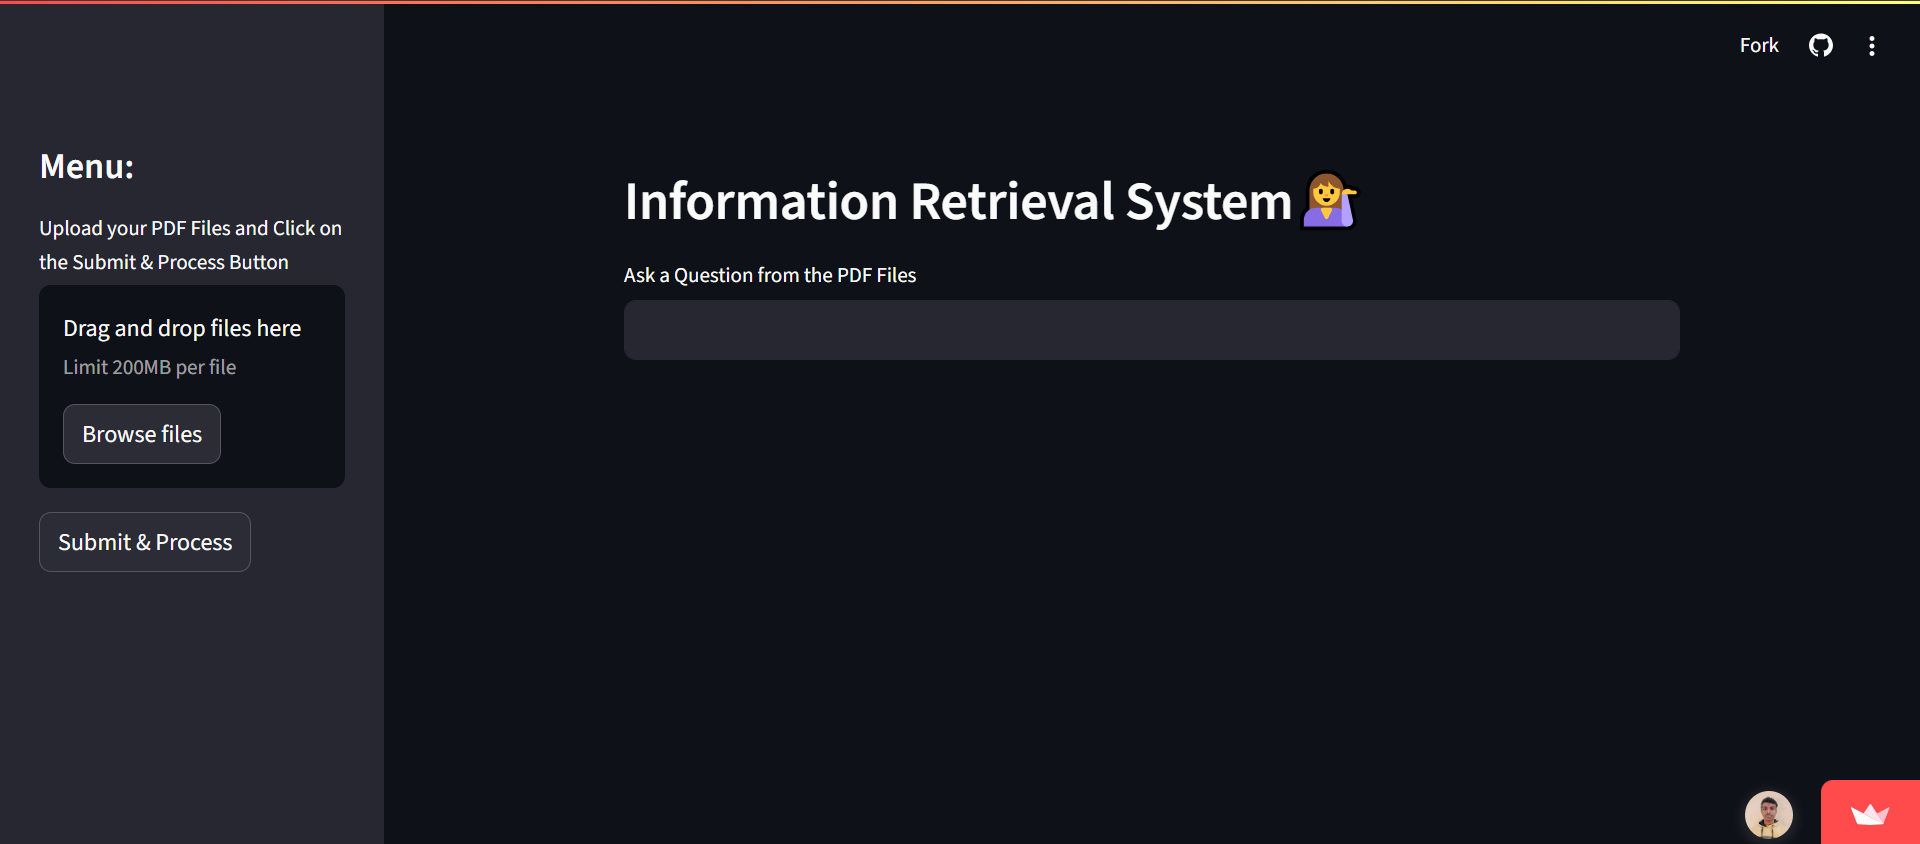 Fork
Menu:
Upload your PDF Files and Click on
the Submit & Process Button
Drag and drop files here
Limit 200MB per file
Browse files
Submit & Process
Information Retrieval System 💁‍♀️
Ask a Question from the PDF Files